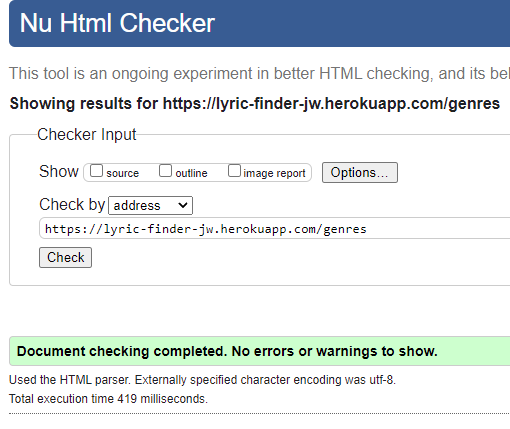 Nu Html Checker
This tool is an ongoing experiment in better HTML checking, and its
Showing results for https://lyric-finder-jw.herokuapp.com/genres
Checker Input
Show source outline image report Options...
Check by address
https://lyric-finder-jw.herokuapp.com/genres
Check
Document checking completed. No errors or warnings to show.
Used the HTML parser. Externally specified character encoding was utf-8.
Total execution time 419 milliseconds.